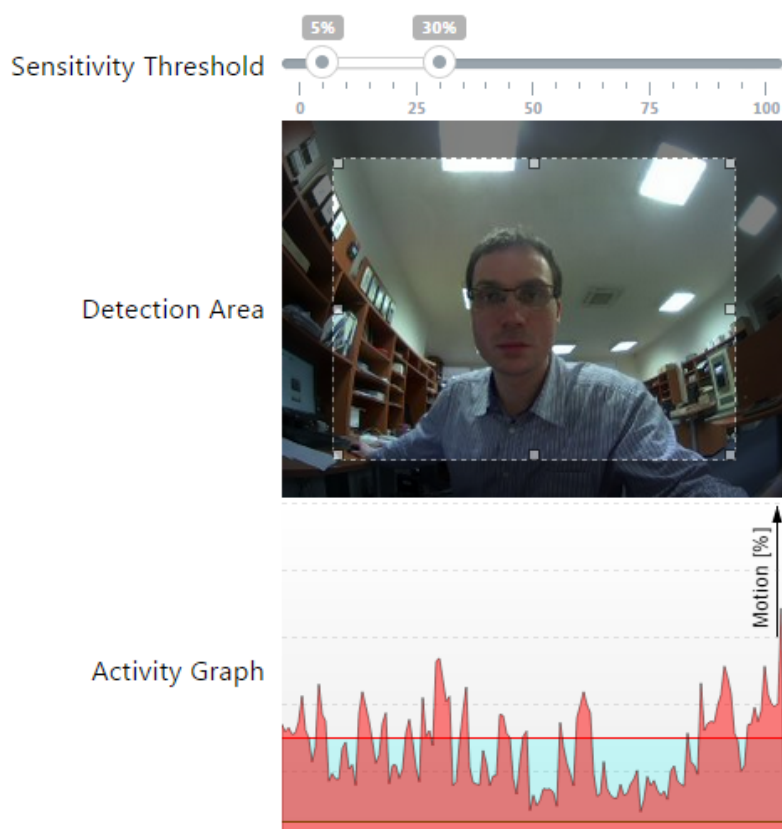 5% 30%
Sensitivity Threshold
0 25 50 75 100
Detection Area
Motion [%]
Activity Graph